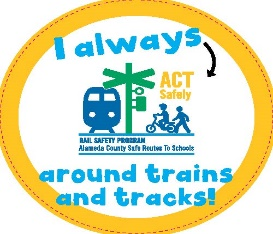 I always
ACT
Safely
RAIL SAFETY PROGRAM
Alameda County Safe Routes To Schools
around trains
and tracks!